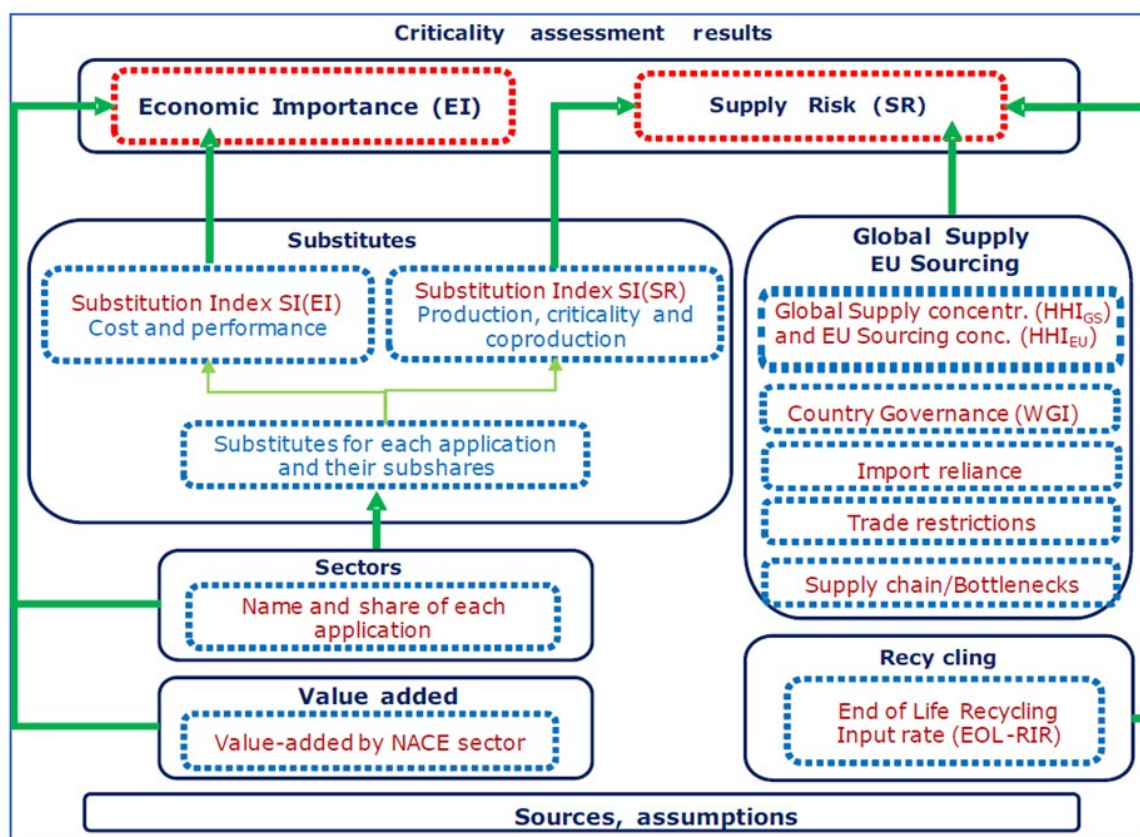 Criticality assessment results
Economic Importance (EI)
Supply Risk (SR)
Substitutes
Substitution Index SI(EI)
Cost and performance
Substitution Index SI(SR)
Production, criticality and
coproduction
Substitutes for each application
and their subshares
Global Supply
EU Sourcing
Global Supply concentr. (HHIGS)
and EU Sourcing conc. (HHIEU)
Country Governance (WGI)
Import reliance
Trade restrictions
Supply chain/Bottlenecks
Sectors
Name and share of each
application
Value added
Value-added by NACE sector
Recy cling
End of Life Recycling
Input rate (EOL-RIR)
Sources, assumptions